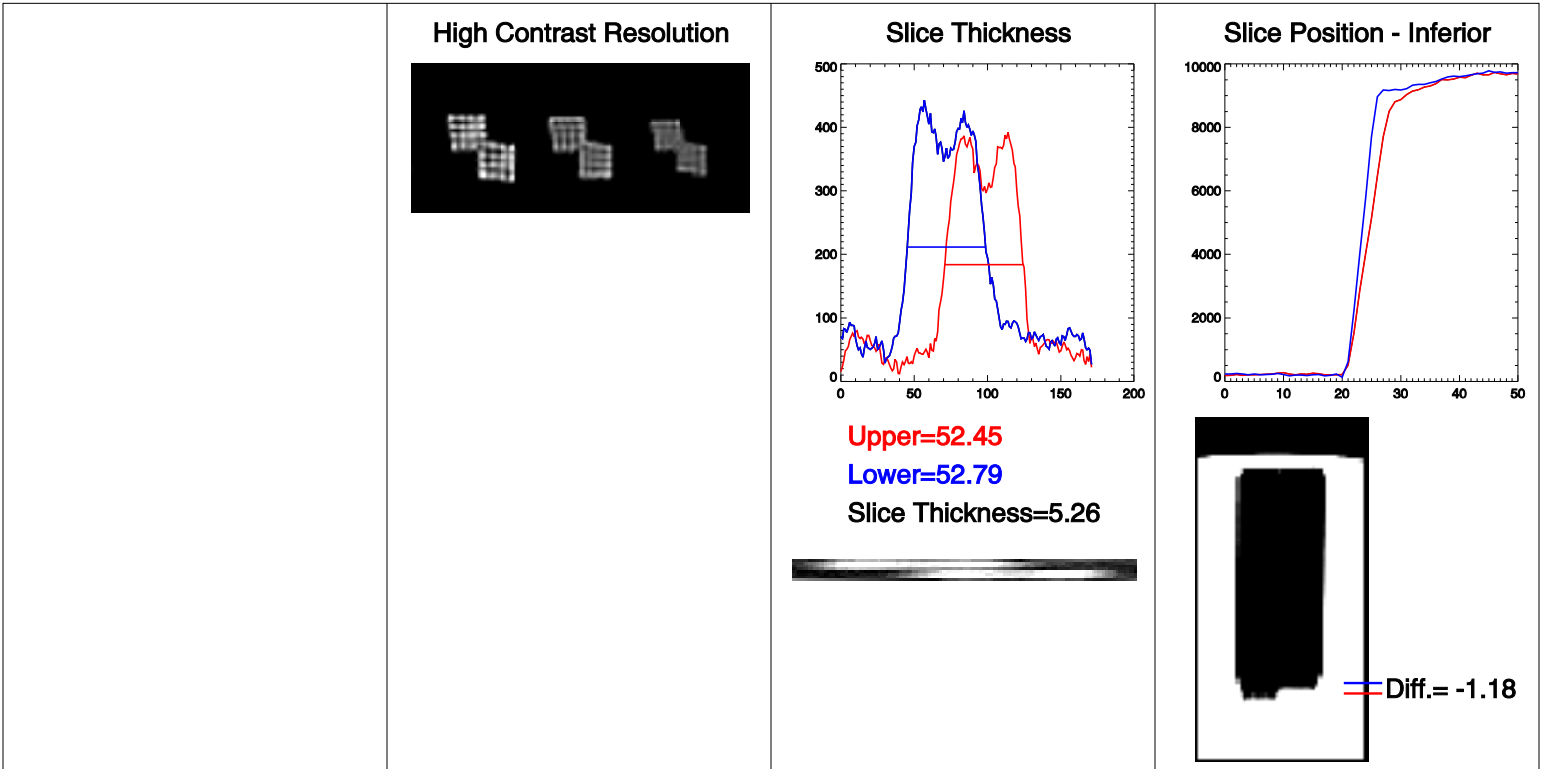 High Contrast Resolution
Slice Thickness
500
400
300
200
100
0
0 50 100 150 200
Upper=52.45
Lower=52.79
Slice Thickness=5.26
Slice Position - Inferior
10000
8000
6000
4000
2000
0
0 10 20 30 40 50
Diff.= -1.18